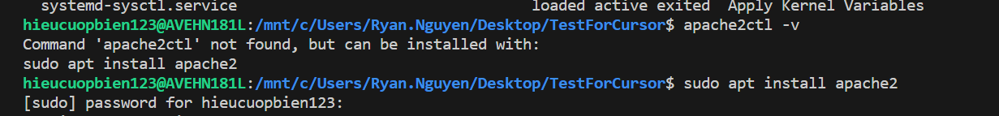 systemd-sysctl.service loaded active exited Apply Kernel Variables
hieucuopbien123@AVEHN181L:/mnt/c/Users/Ryan.Nguyen/Desktop/TestForCursor$ apache2ctl -v
Command 'apache2ctl' not found, but can be installed with:
sudo apt install apache2
hieucuopbien123@AVEHN181L:/mnt/c/Users/Ryan.Nguyen/Desktop/TestForCursor$ sudo apt install apache2
[sudo] password for hieucuopbien123: